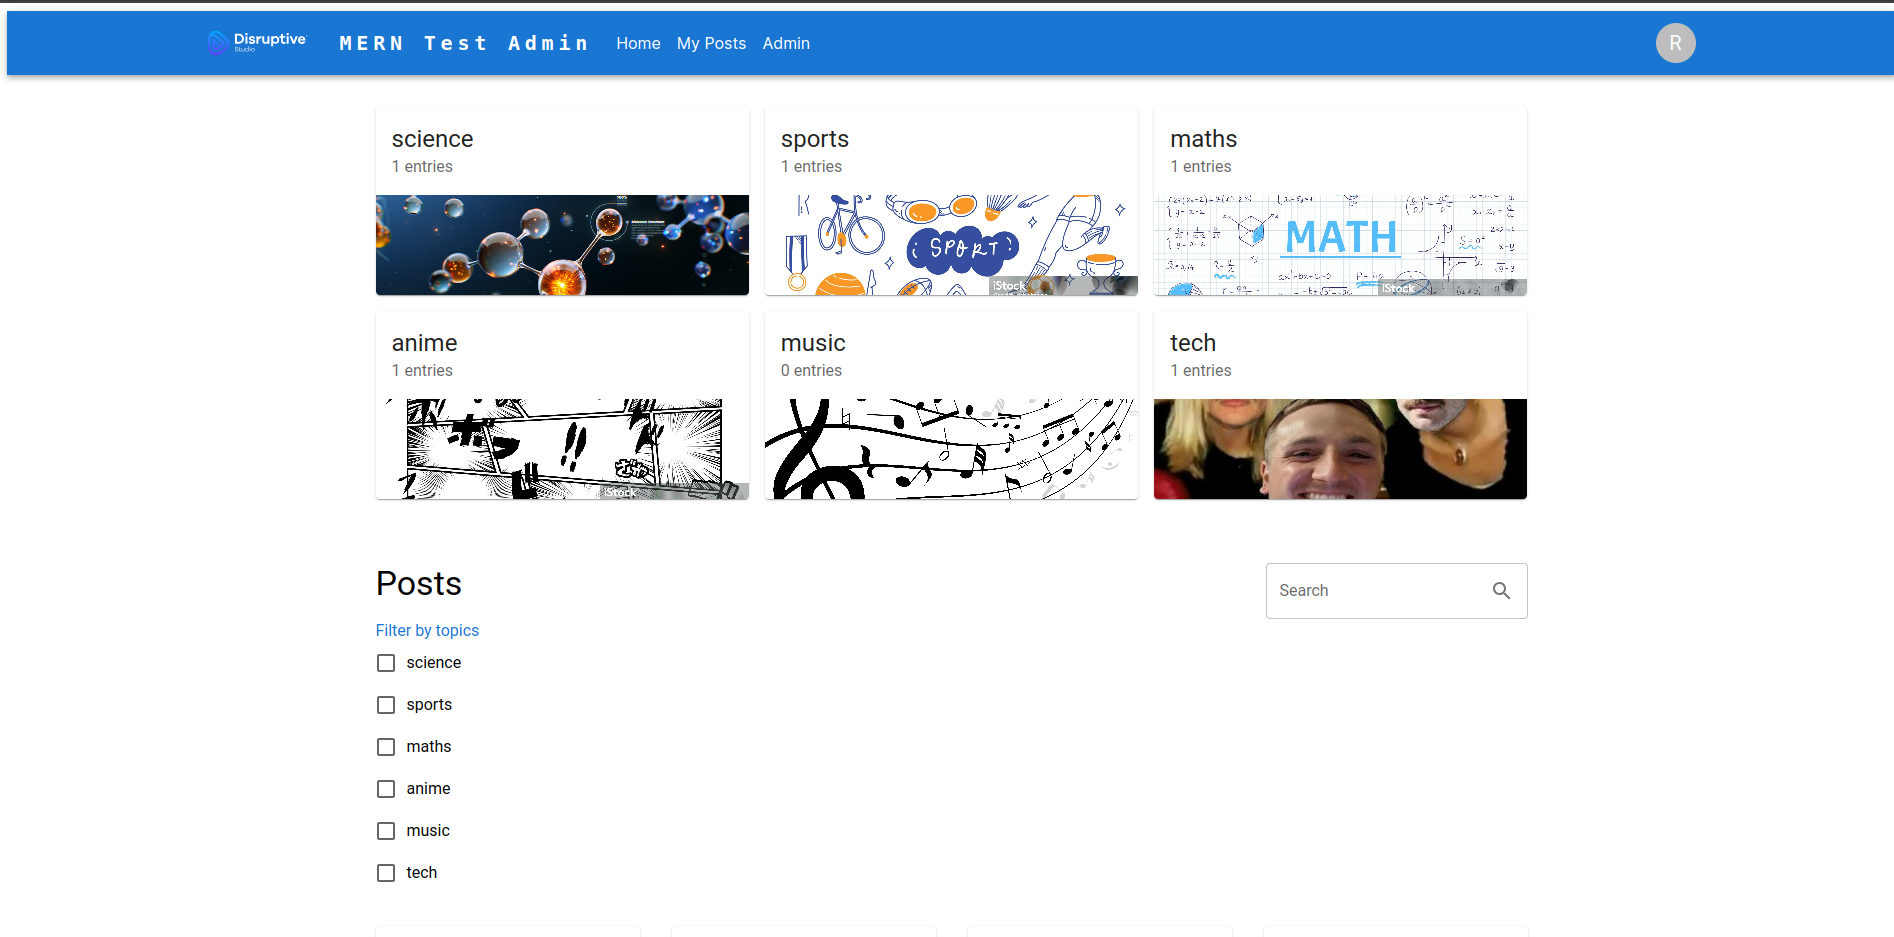 Disruptive
Studio
MERN Test Admin
Home
My Posts
Admin
R
science
1 entries
sports
1 entries
maths
1 entries
SPORT
iStock
MATH
iStock
anime
1 entries
music
0 entries
tech
1 entries
iStock
Posts
Search
Filter by topics
science
sports
maths
anime
music
tech